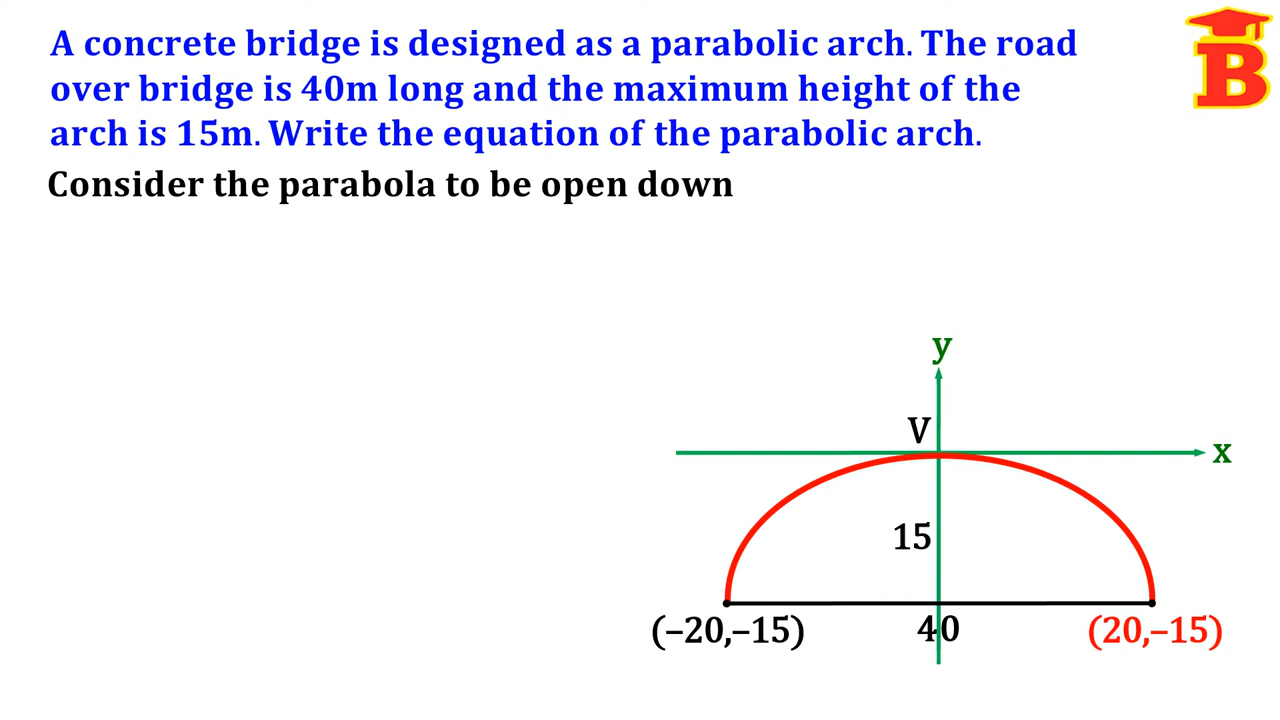 A concrete bridge is designed as a parabolic arch. The road
over bridge is 40m long and the maximum height of the
arch is 15m. Write the equation of the parabolic arch.
Consider the parabola to be open down
B
y
V
x
15
(–20,–15)
40
(20,–15)